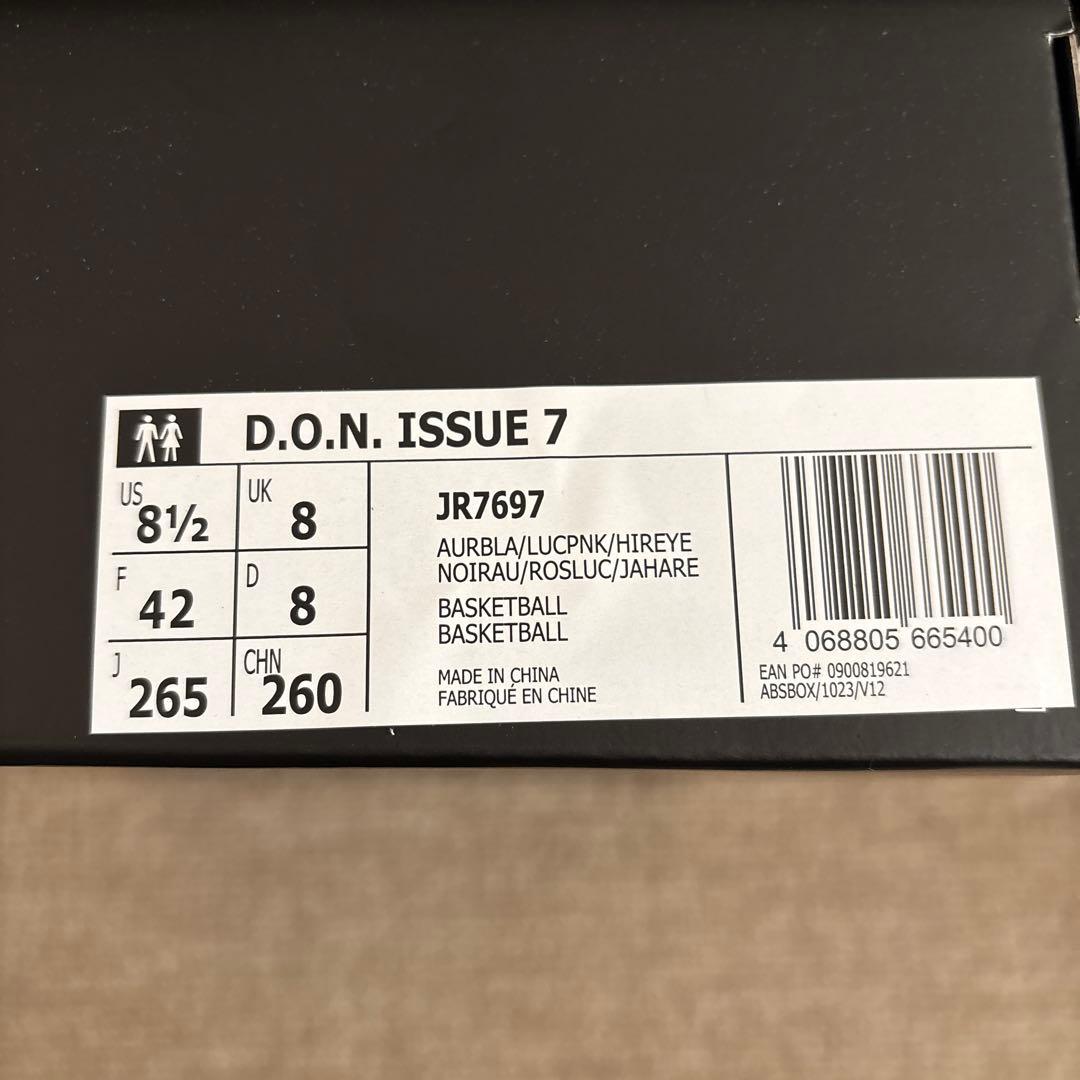 D.O.N. ISSUE 7
US 8½
UK 8
F 42
D 8
J 265
CHN 260
JR7697
AURBLA/LUCPNK/HIREYE
NOIRAU/ROSLUC/JAHARE
BASKETBALL
BASKETBALL
MADE IN CHINA
FABRIQUÉ EN CHINE
4 068805 665400
EAN PO# 0900819621
ABSBOX/1023/V12